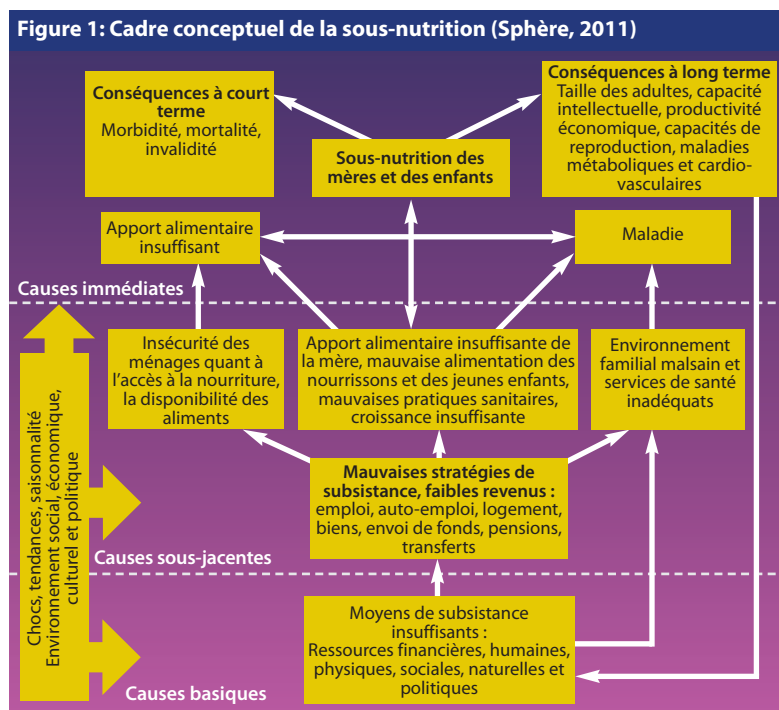 Figure 1: Cadre conceptuel de la sous-nutrition (Sphère, 2011)
Conséquences à court
terme
Morbidité, mortalité,
invalidité
Sous-nutrition des
mères et des enfants
Conséquences à long terme
Taille des adultes, capacité
intellectuelle, productivité
économique, capacités de
reproduction, maladies
métaboliques et cardio-
vasculaires
Apport alimentaire
insuffisant
Maladie
Causes immédiates
Insécurité des
ménages quant à
l’accès à la nourriture,
la disponibilité des
aliments
Apport alimentaire insuffisante de
la mère, mauvaise alimentation des
nourrissons et des jeunes enfants,
mauvaises pratiques sanitaires,
croissance insuffisante
Environnement
familial malsain et
services de santé
inadéquats
Chocs, tendances, saisonnalité
Environnement social, économique,
culturel et politique
Mauvaises stratégies de
subsistance, faibles revenus :
emploi, auto-emploi, logement,
biens, envoi de fonds, pensions,
transferts
Causes sous-jacentes
Moyens de subsistance
insuffisants :
Ressources financières, humaines,
physiques, sociales, naturelles et
politiques
Causes basiques